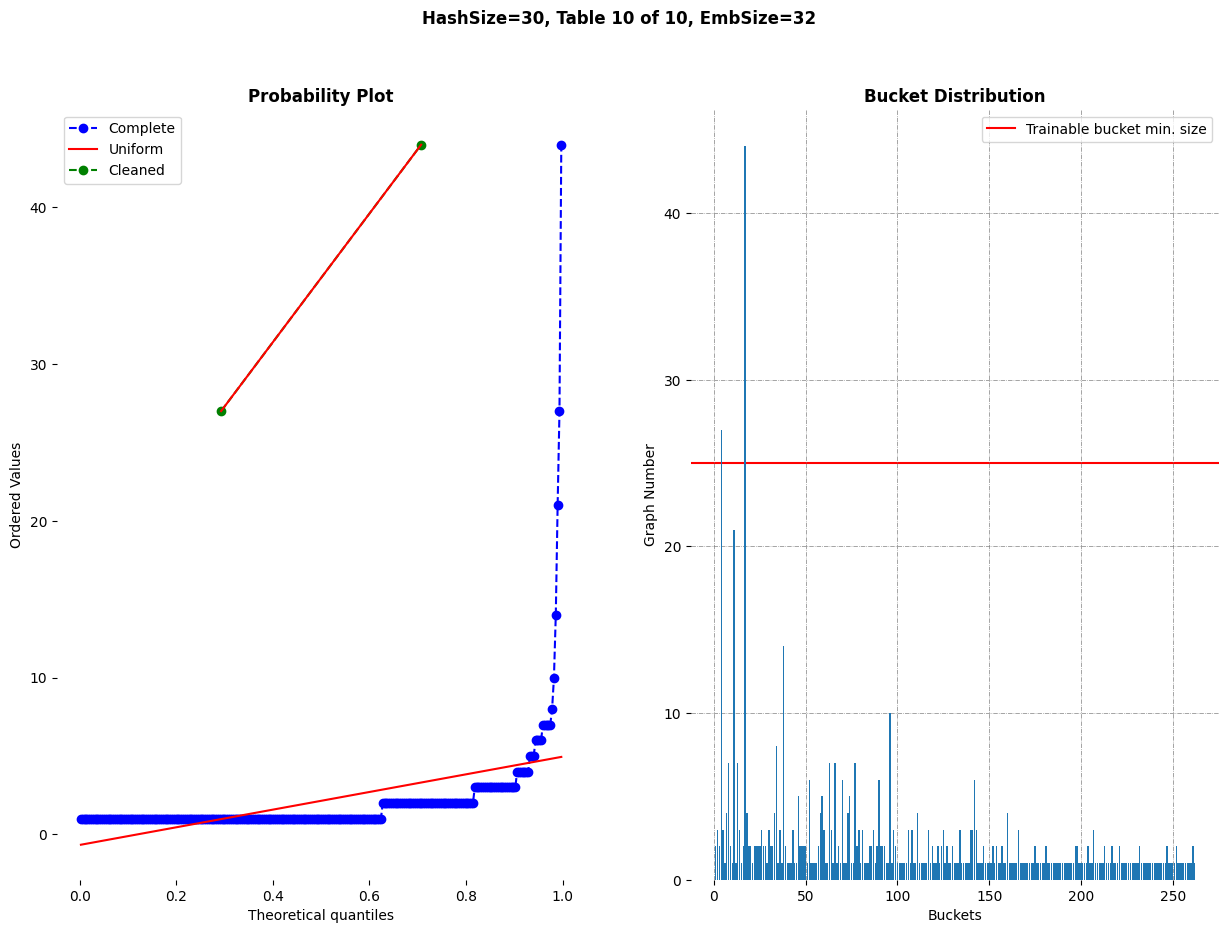 HashSize=30, Table 10 of 10, EmbSize=32
Probability Plot
Complete
Uniform
Cleaned
Ordered Values
40
30
20
10
0
0.0 0.2 0.4 0.6 0.8 1.0
Theoretical quantiles
Bucket Distribution
Trainable bucket min. size
Graph Number
40
30
20
10
0
0 50 100 150 200 250
Buckets